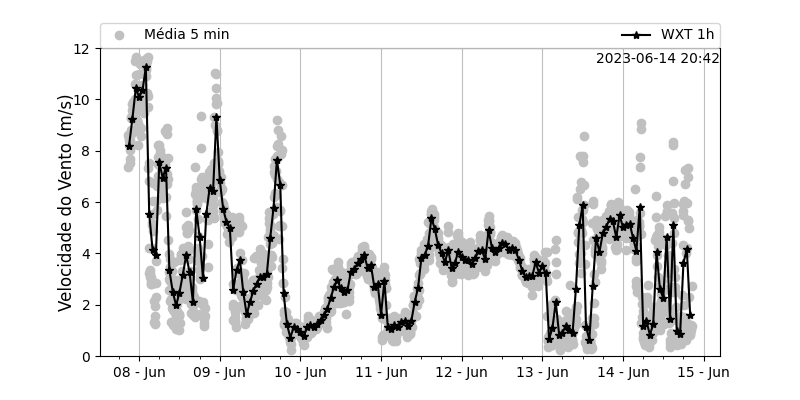 Média 5 min
WXT 1h
2023-06-14 20:42
Velocidade do Vento (m/s)
12
10
8
6
4
2
0
08 - Jun 09 - Jun 10 - Jun 11 - Jun 12 - Jun 13 - Jun 14 - Jun 15 - Jun